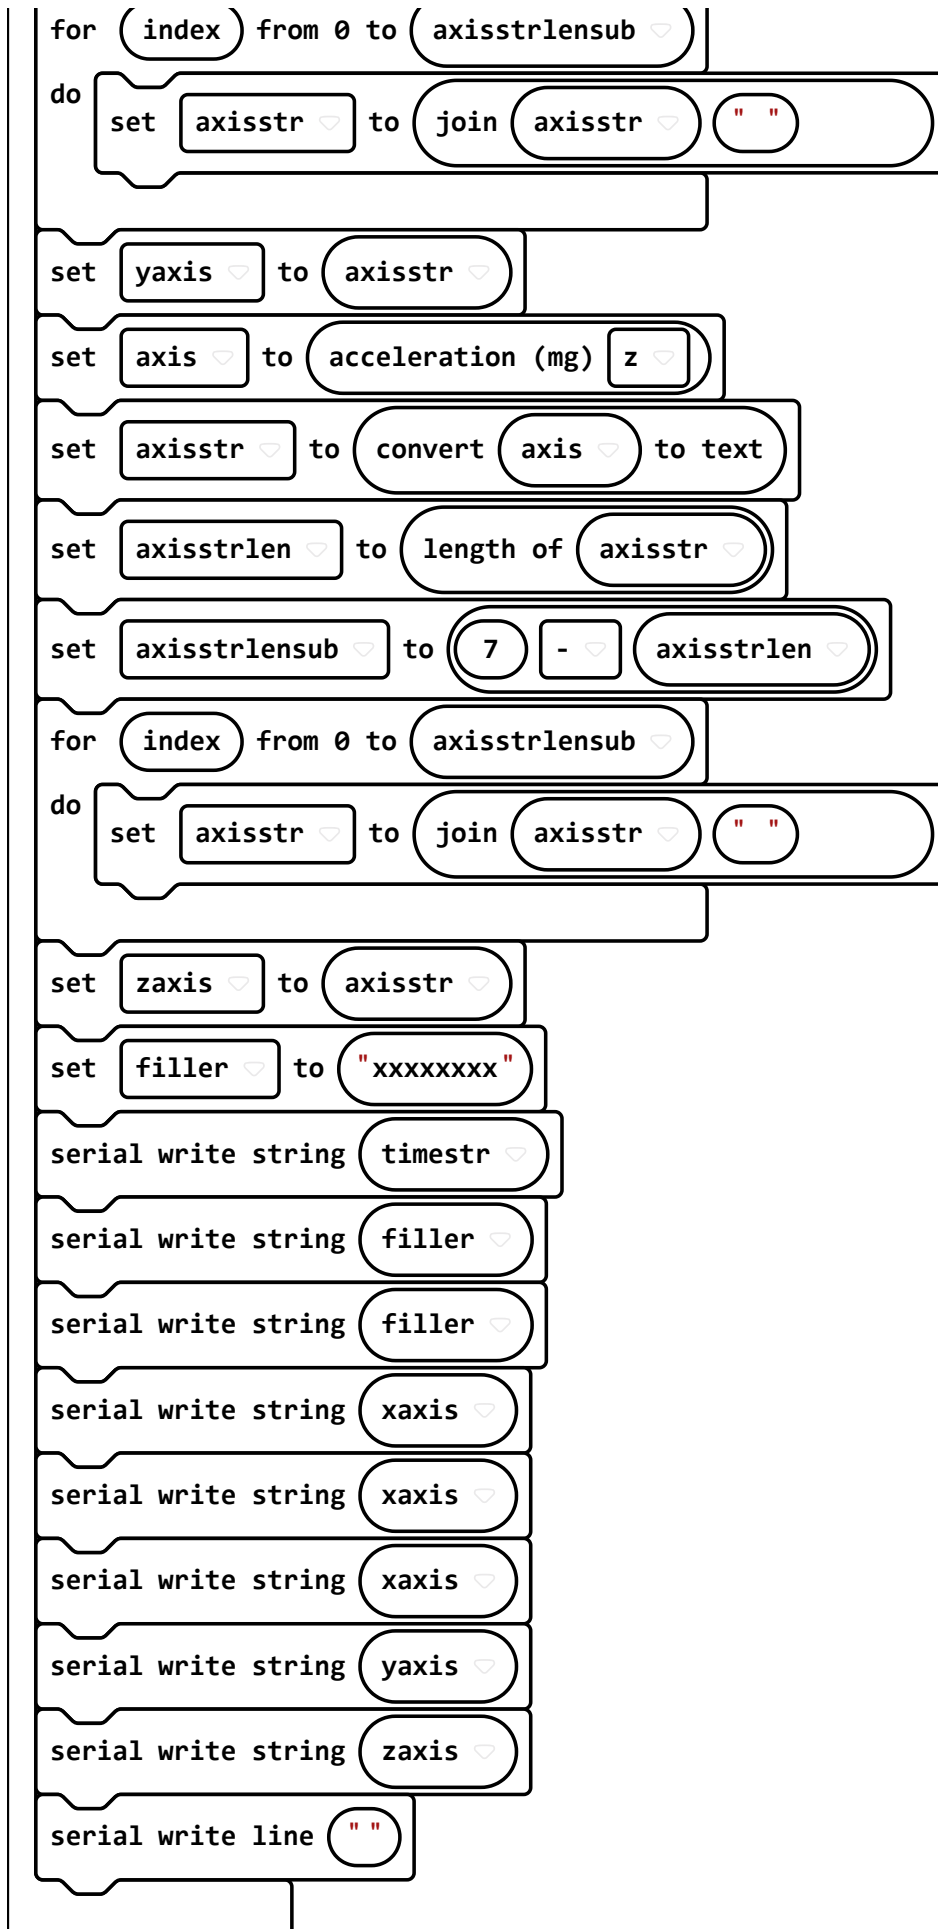 for index from 0 to axisstrlensub
do
set axisstr to join axisstr " "
set yaxis to axisstr
set axis to acceleration (mg) z
set axisstr to convert axis to text
set axisstrlen to length of axisstr
set axisstrlensub to 7 - axisstrlen
for index from 0 to axisstrlensub
do
set axisstr to join axisstr " "
set zaxis to axisstr
set filler to "xxxxxxxx"
serial write string timestr
serial write string filler
serial write string filler
serial write string xaxis
serial write string xaxis
serial write string xaxis
serial write string yaxis
serial write string zaxis
serial write line ""